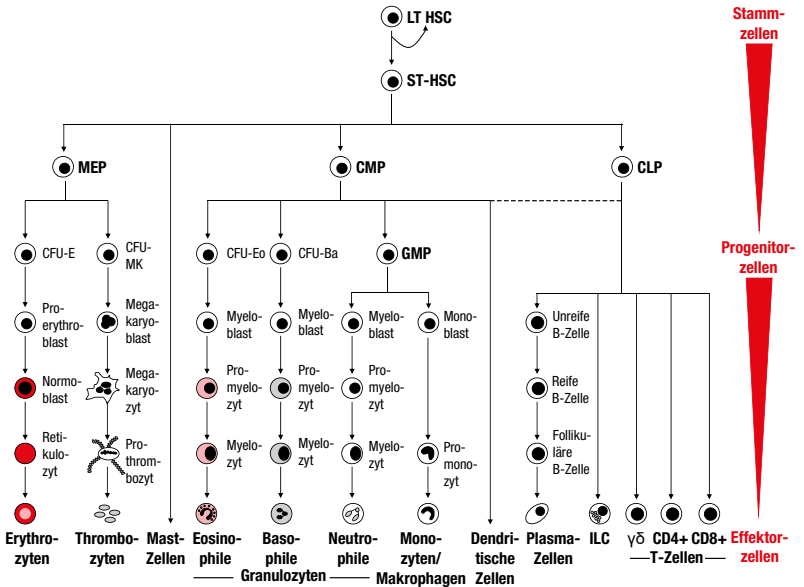 LT HSC
Stamm-
zellen
ST-HSC
MEP
CMP
CLP
CFU-E
CFU-
MK
CFU-Eo
CFU-Ba
GMP
Progenitor-
zellen
Pro-
erythro-
blast
Mega-
karyo-
blast
Myelo-
blast
Myelo-
blast
Myelo-
blast
Mono-
blast
Unreife
B-Zelle
Normo-
blast
Mega-
karyo-
zyt
Pro-
myelo-
zyt
Pro-
myelo-
zyt
Pro-
myelo-
zyt
Reife
B-Zelle
Reti-
kulo-
zyt
Pro-
throm-
bozyt
Myelo-
zyt
Myelo-
zyt
Myelo-
zyt
Pro-
mono-
zyt
Folliku-
läre
B-Zelle
Erythro-
zyten
Thrombo-
zyten
Mast-
Zellen
Eosino-
phile
Baso-
phile
Neutro-
phile
Granulozyten
Mono-
zyten/
Makrophagen
Dendri-
tische
Zellen
Plasma-
Zellen
ILC
γδ CD4+ CD8+
T-Zellen
Effektor-
zellen